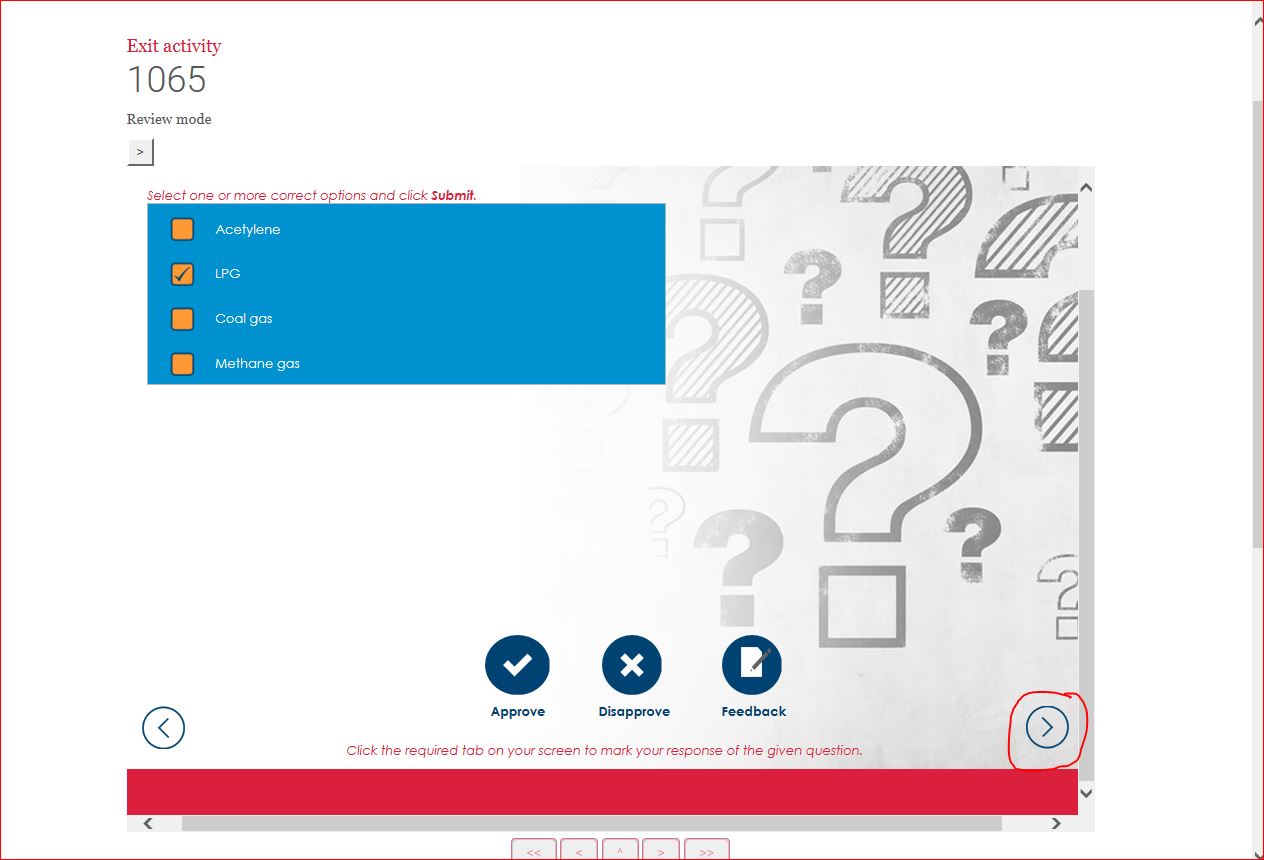 Exit activity
1065
Review mode
>
Select one or more correct options and click Submit.
Acetylene
LPG
Coal gas
Methane gas
Approve Disapprove Feedback
Click the required tab on your screen to mark your response of the given question.
<< < ^ > >>